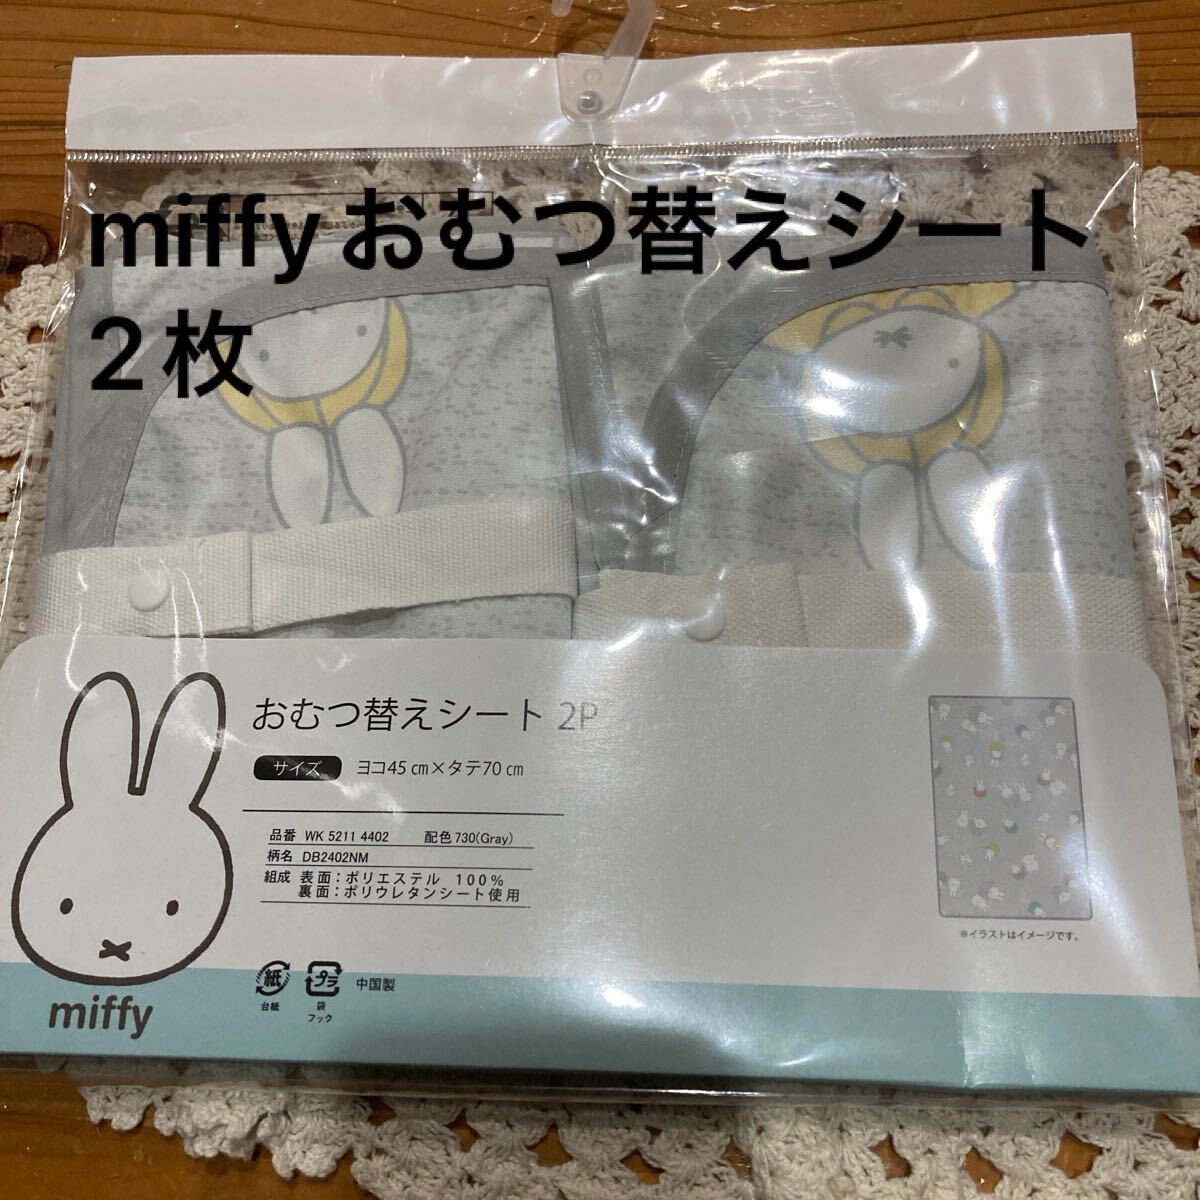 miffyおむつ替えシート
2枚
おむつ替えシート 2P
サイズ ヨコ45㎝×タテ70㎝
品番 WK 5211 4402 配色730(Gray)
柄名 DB2402NM
組成 表面：ポリエステル 100%
裏面：ポリウレタンシート使用
※イラストはイメージです。
紙 プラ 中国製
台紙 袋
フック
miffy